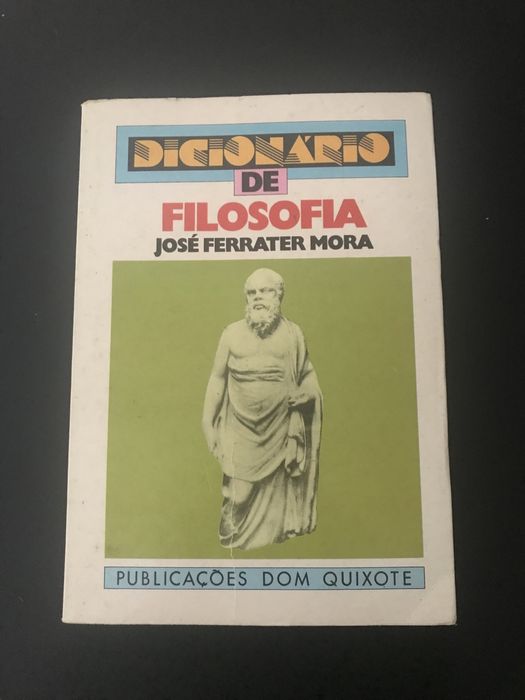 DICIONÁRIO
DE
FILOSOFIA
JOSÉ FERRATER MORA
PUBLICAÇÕES DOM QUIXOTE